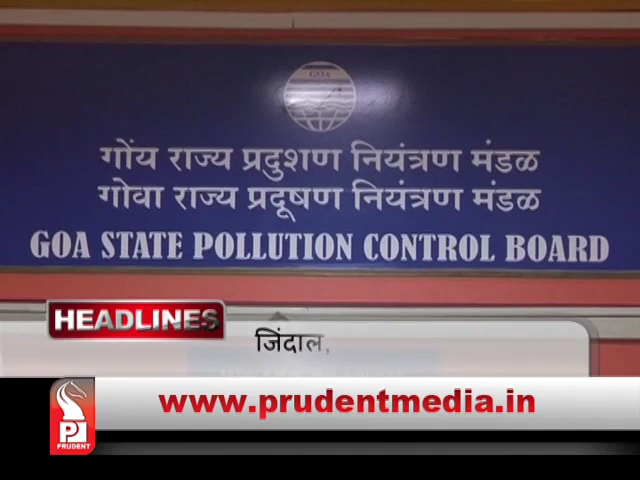 GOA
गोंय राज्य प्रदुशण नियंत्रण मंडळ
गोवा राज्य प्रदूषण नियंत्रण मंडळ
GOA STATE POLLUTION CONTROL BOARD
HEADLINES
जिंदाल,
www.prudentmedia.in
P
PRUDENT